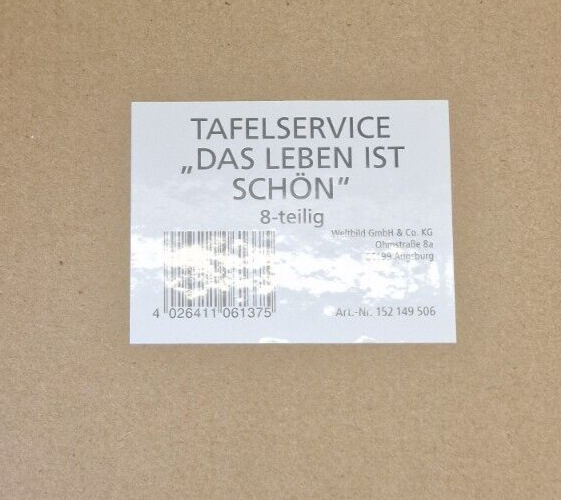 TAFELSERVICE
„DAS LEBEN IST
SCHÖN"
8-teilig
Weltbild GmbH & Co. KG
Ohmstraße 8a
Augsburg
4 026411 061375
Art.-Nr. 152 149 506